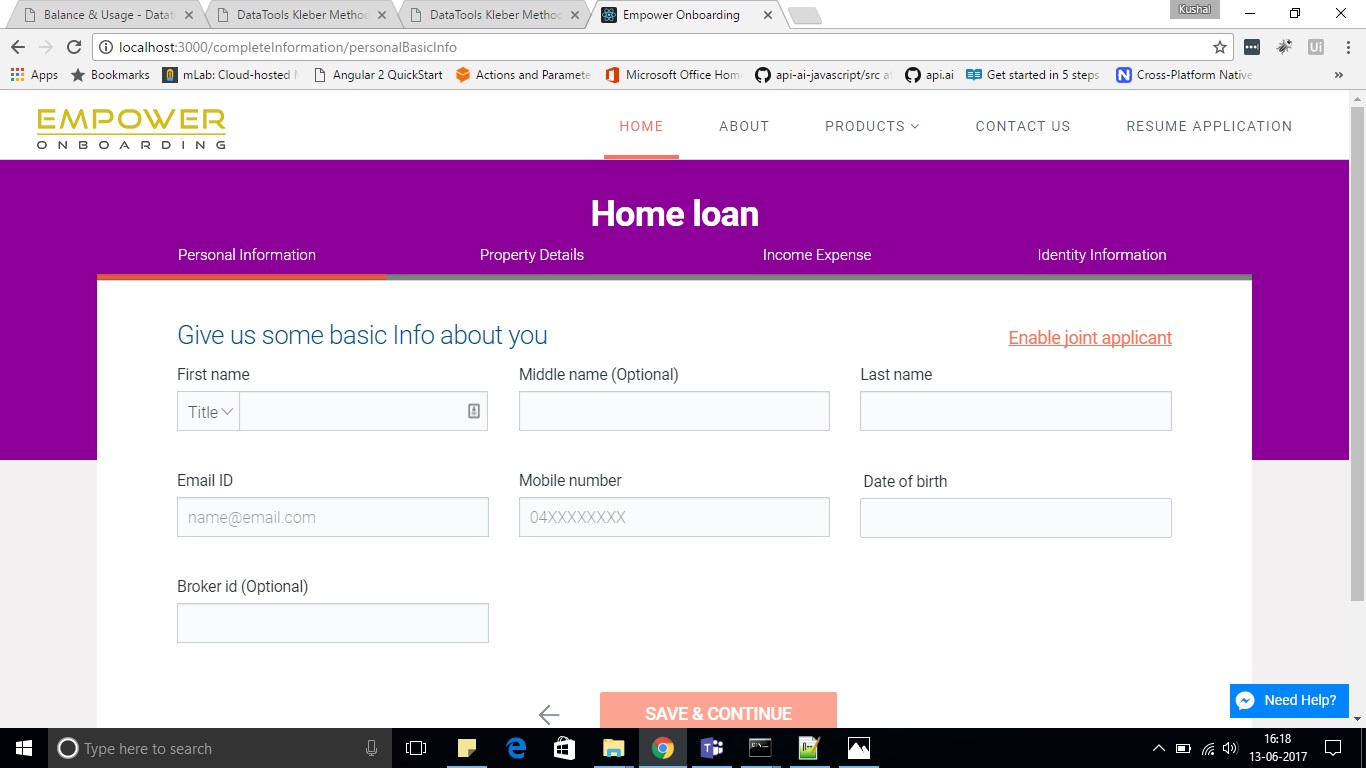 Balance & Usage - Datat
DataTools Kleber Method
DataTools Kleber Method
Empower Onboarding
Kushal
localhost:3000/completeInformation/personalBasicInfo
Apps
Bookmarks
mLab: Cloud-hosted
Angular 2 QuickStart
Actions and Paramete
Microsoft Office Hom
api-ai-javascript/src a
api.ai
Get started in 5 steps
Cross-Platform Native
»
EMPOWER
ONBOARDING
HOME
ABOUT
PRODUCTS
CONTACT US
RESUME APPLICATION
Home loan
Personal Information
Property Details
Income Expense
Identity Information
Give us some basic Info about you
Enable joint applicant
First name
Middle name (Optional)
Last name
Title
Email ID
Mobile number
Date of birth
name@email.com
04XXXXXXXX
Broker id (Optional)
SAVE & CONTINUE
Need Help?
Type here to search
16:18
13-06-2017